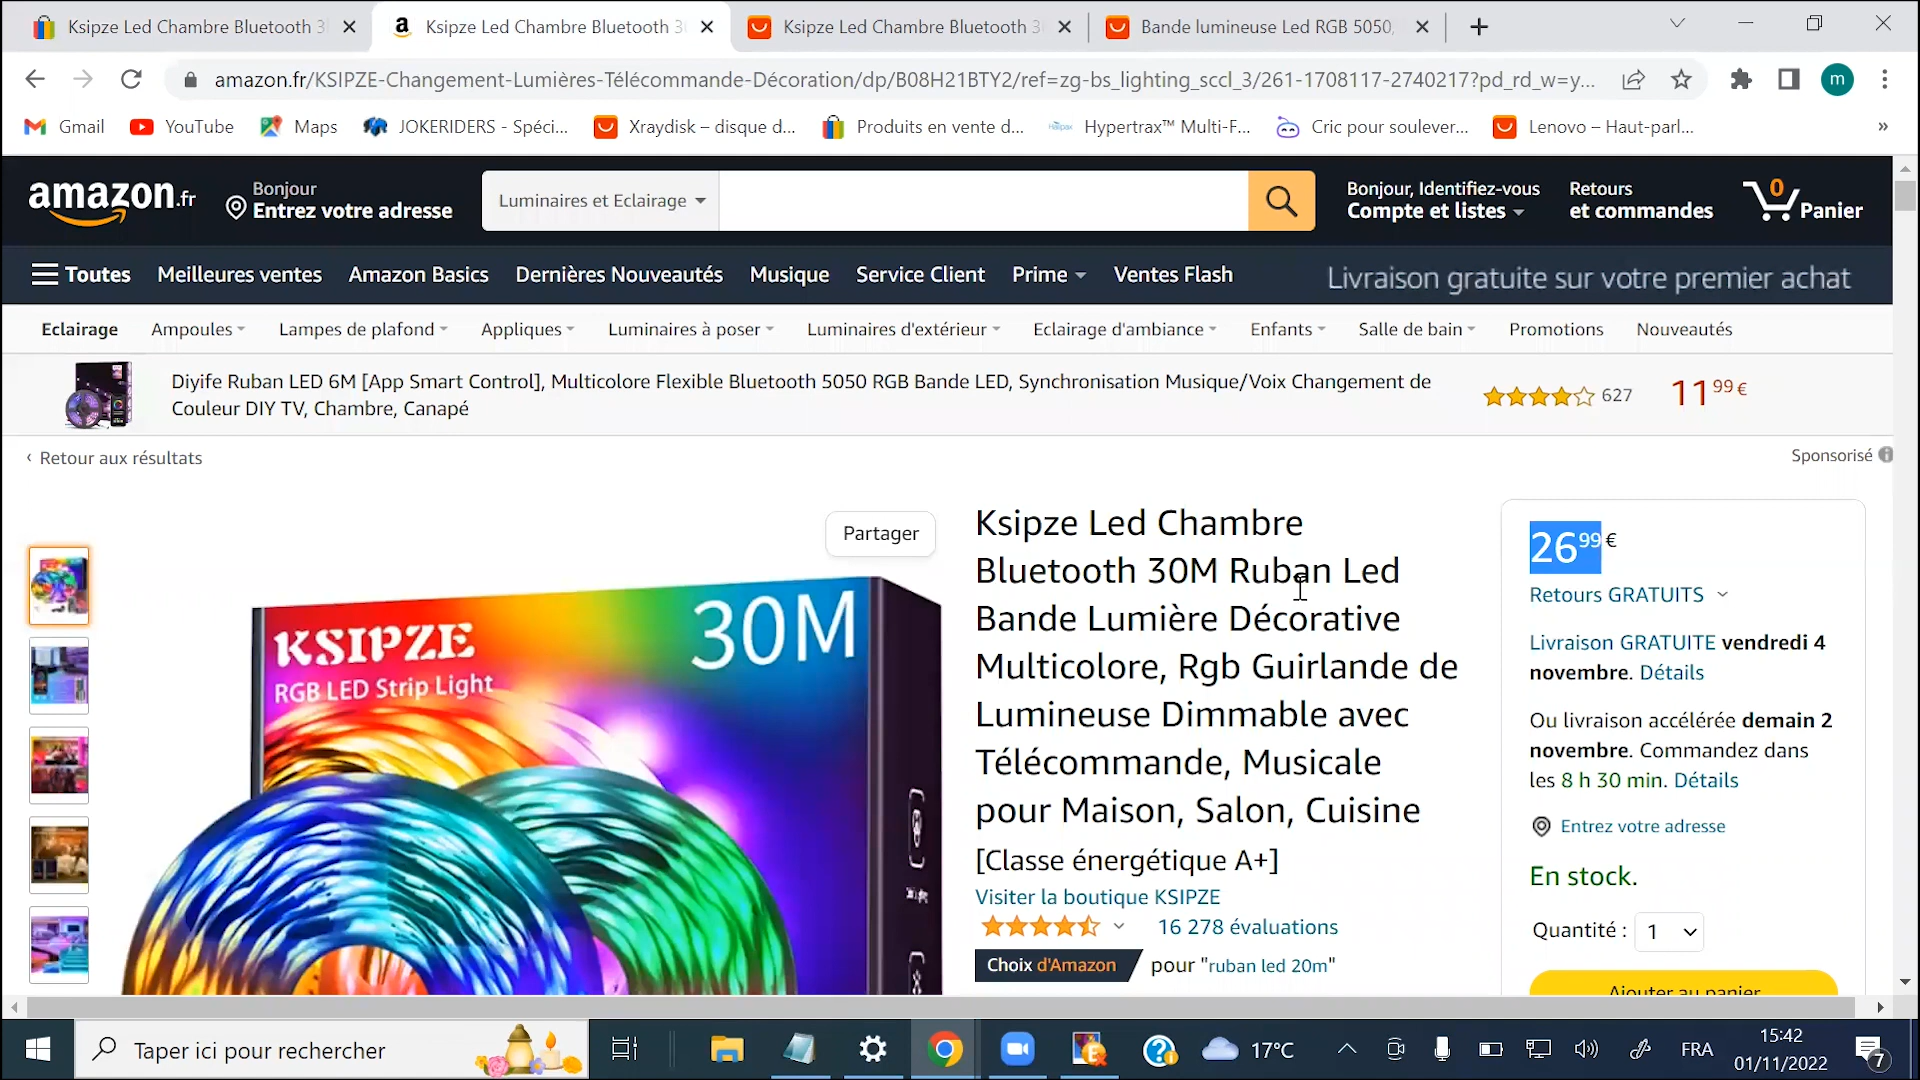 Ksipze Led Chambre Bluetooth 3
Ksipze Led Chambre Bluetooth 3
Ksipze Led Chambre Bluetooth 3
Bande lumineuse Led RGB 5050,
amazon.fr/KSIPZE-Changement-Lumières-Télécommande-Décoration/dp/B08H21BTY2/ref=zg-bs_lighting_sccl_3/261-1708117-2740217?pd_rd_w=y...
m
Gmail
YouTube
Maps
JOKERIDERS - Spéci...
Xraydisk – disque d...
Produits en vente d...
Hypertrax™ Multi-F...
Cric pour soulever...
Lenovo – Haut-parl...
»
amazon.fr
Bonjour
Entrez votre adresse
Luminaires et Eclairage
Bonjour, Identifiez-vous
Compte et listes
Retours
et commandes
0
Panier
Toutes
Meilleures ventes
Amazon Basics
Dernières Nouveautés
Musique
Service Client
Prime
Ventes Flash
Livraison gratuite sur votre premier achat
Eclairage
Ampoules
Lampes de plafond
Appliques
Luminaires à poser
Luminaires d'extérieur
Eclairage d'ambiance
Enfants
Salle de bain
Promotions
Nouveautés
Diyife Ruban LED 6M [App Smart Control], Multicolore Flexible Bluetooth 5050 RGB Bande LED, Synchronisation Musique/Voix Changement de
Couleur DIY TV, Chambre, Canapé
627
11 99 €
‹ Retour aux résultats
Sponsorisé
Partager
KSIPZE
RGB LED Strip Light
30M
Ksipze Led Chambre
Bluetooth 30M Ruban Led
Bande Lumière Décorative
Multicolore, Rgb Guirlande de
Lumineuse Dimmable avec
Télécommande, Musicale
pour Maison, Salon, Cuisine
[Classe énergétique A+]
Visiter la boutique KSIPZE
16 278 évaluations
Choix d'Amazon
pour "ruban led 20m"
26 99 €
Retours GRATUITS
Livraison GRATUITE vendredi 4
novembre. Détails
Ou livraison accélérée demain 2
novembre. Commandez dans
les 8 h 30 min. Détails
Entrez votre adresse
En stock.
Quantité :
1
Ajouter au panier
Taper ici pour rechercher
17°C
FRA
15:42
01/11/2022
7